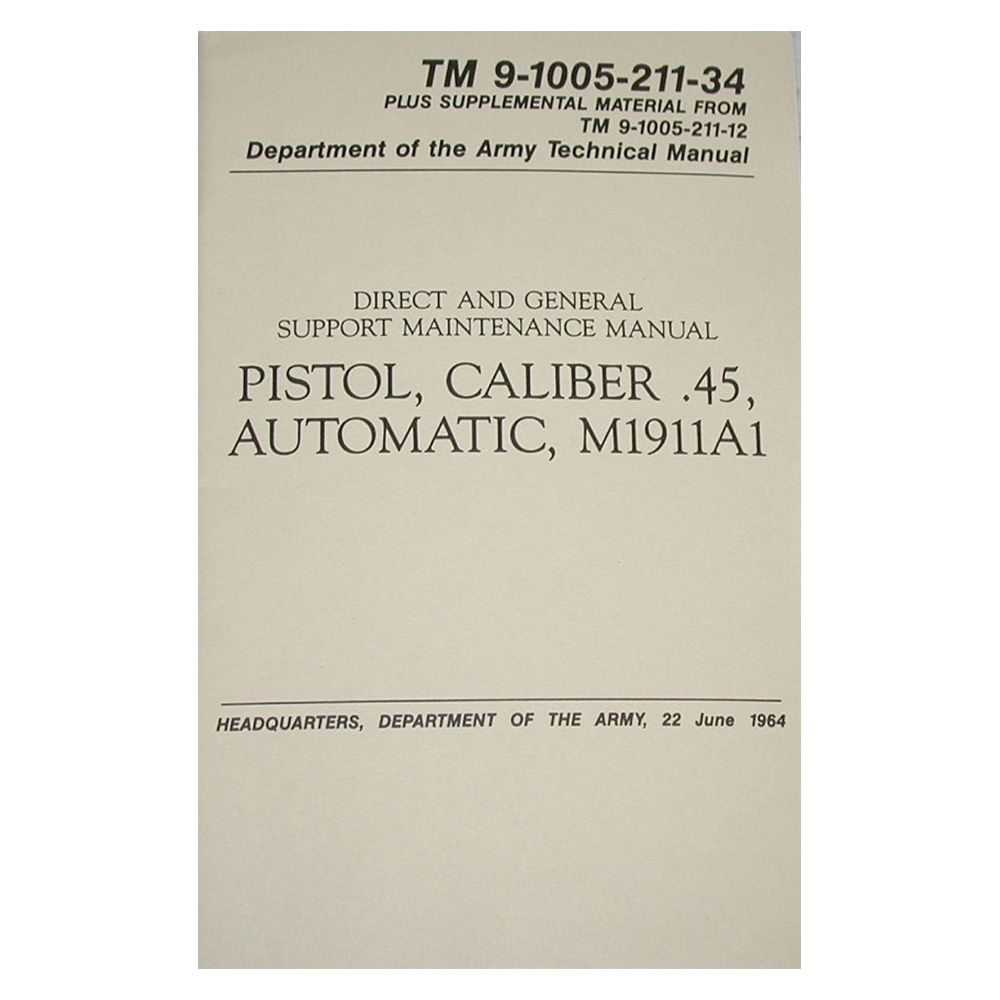 TM 9-1005-211-34
PLUS SUPPLEMENTAL MATERIAL FROM
TM 9-1005-211-12
Department of the Army Technical Manual
DIRECT AND GENERAL
SUPPORT MAINTENANCE MANUAL
PISTOL, CALIBER .45,
AUTOMATIC, M1911A1
HEADQUARTERS, DEPARTMENT OF THE ARMY, 22 June 1964